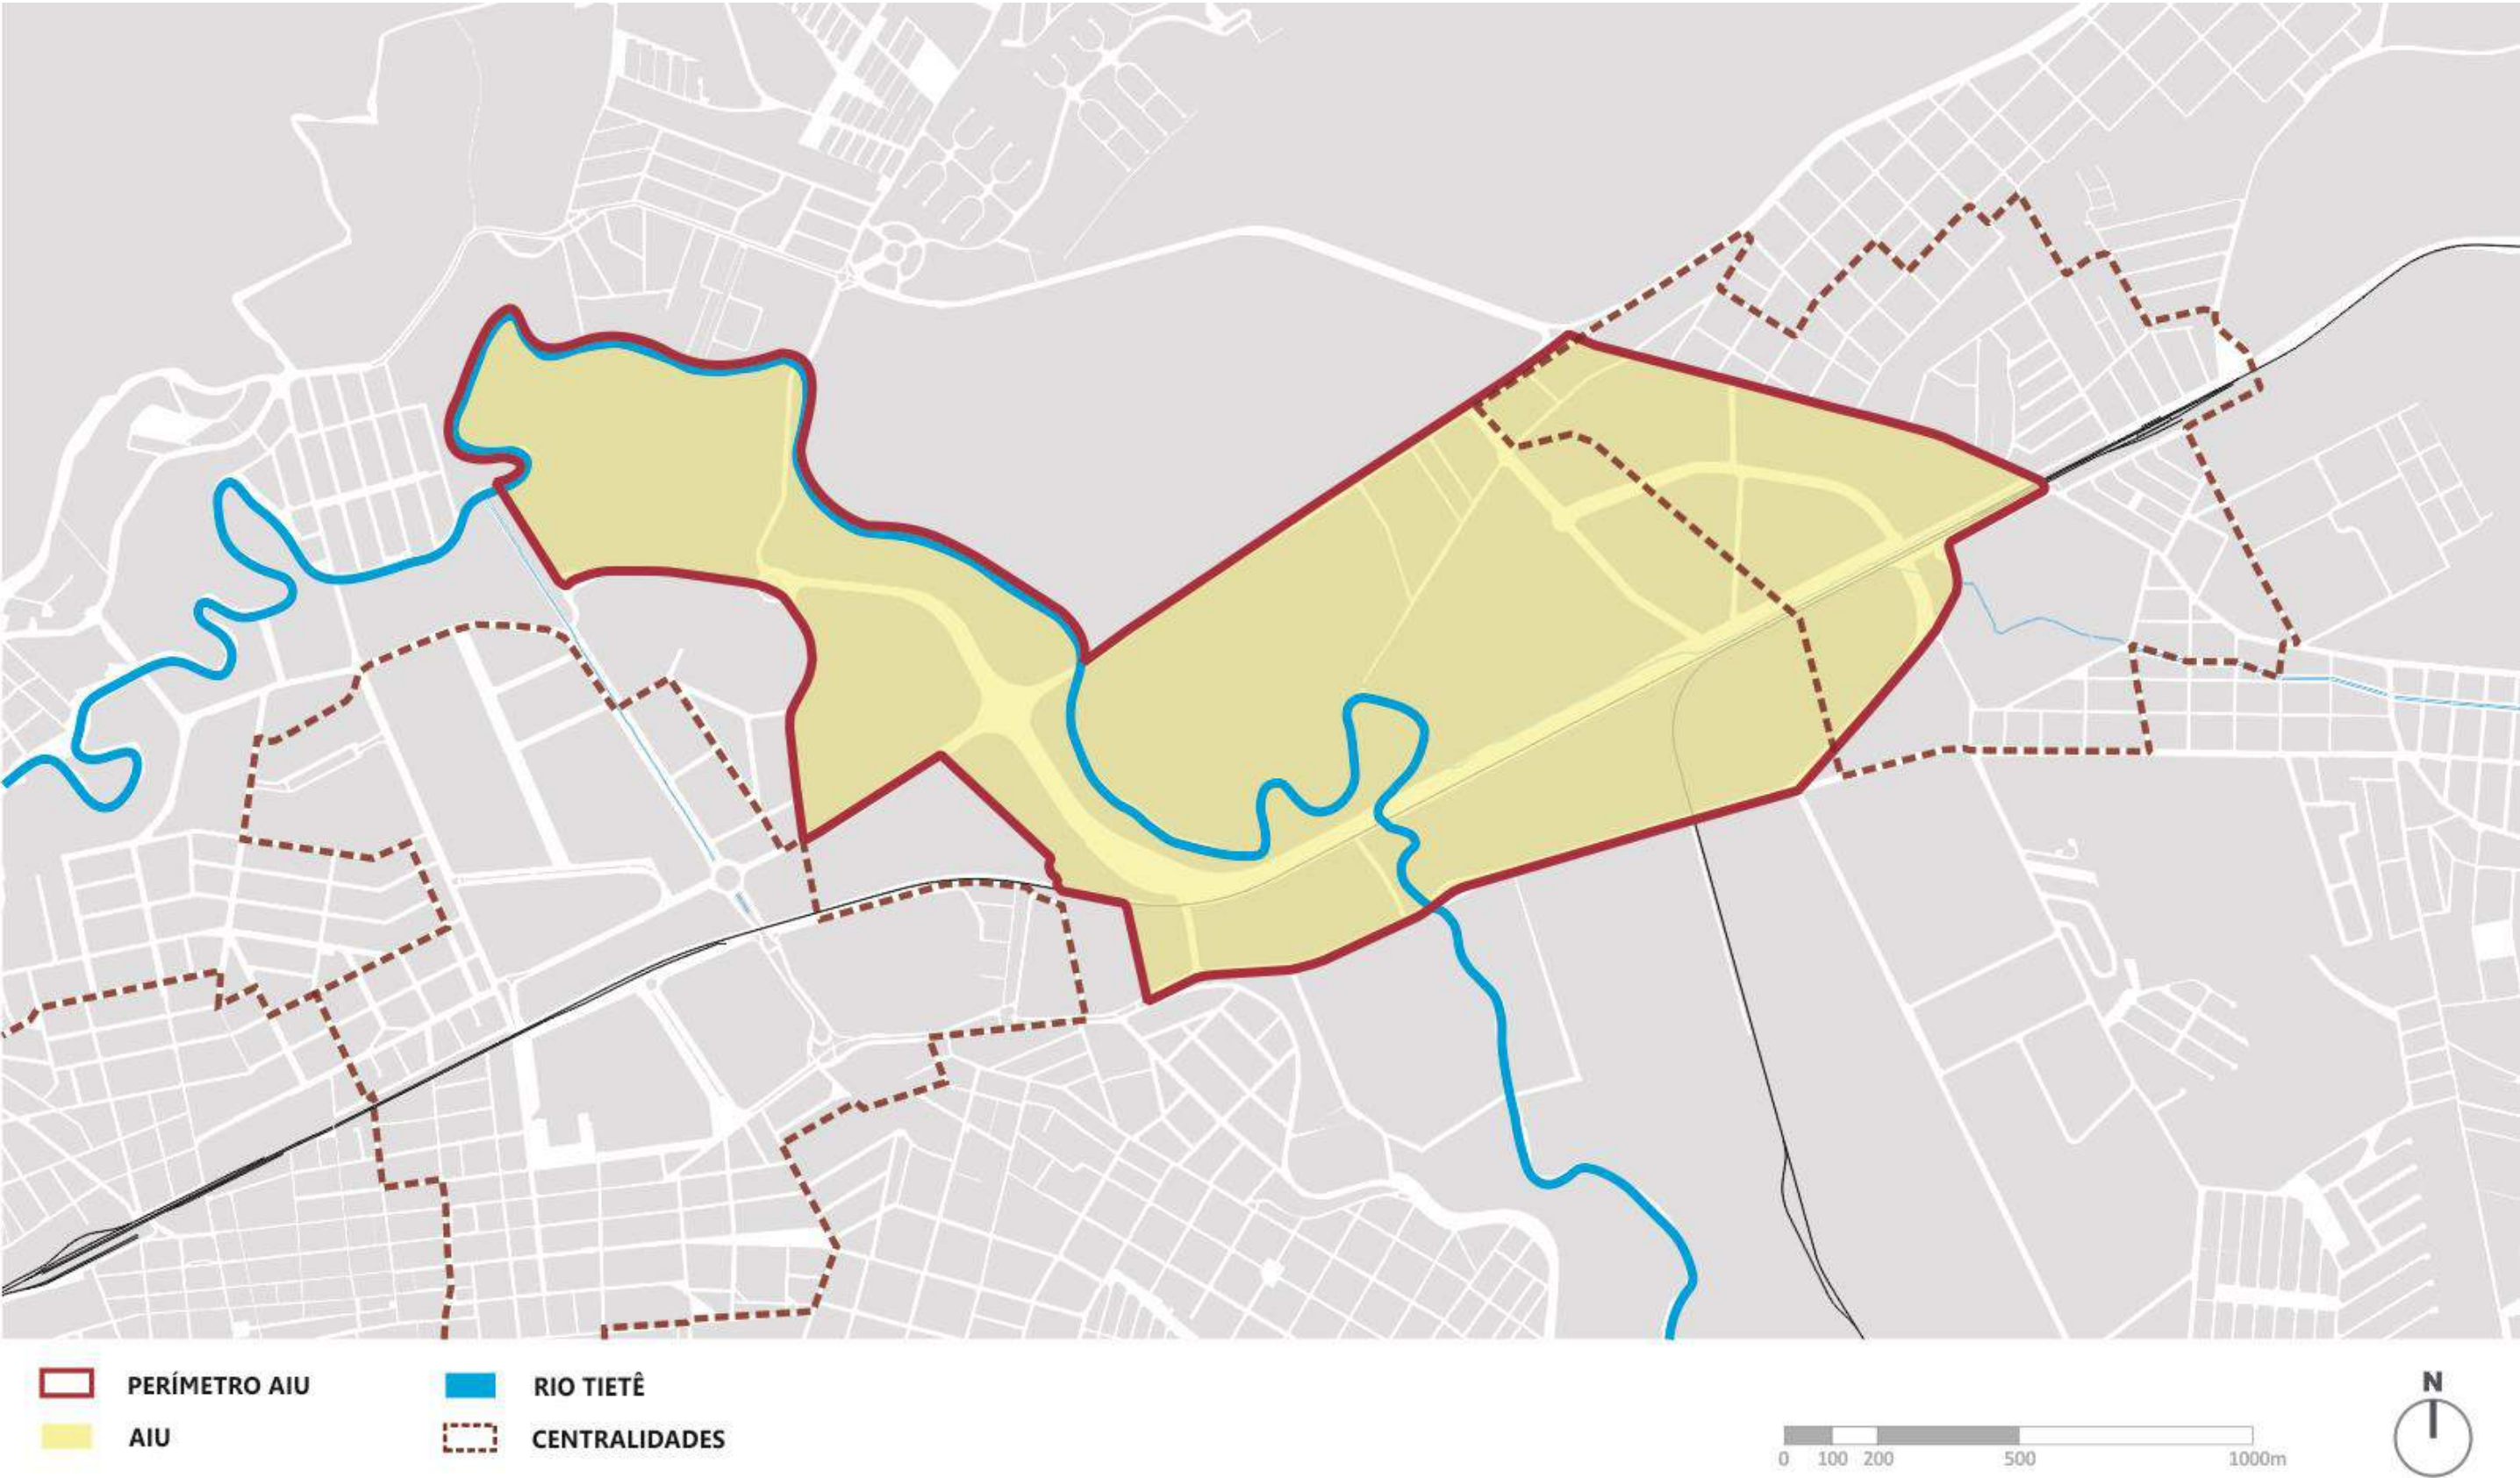 PERÍMETRO AIU
RIO TIETÊ
AIU
CENTRALIDADES
0 100 200 500 1000m
N